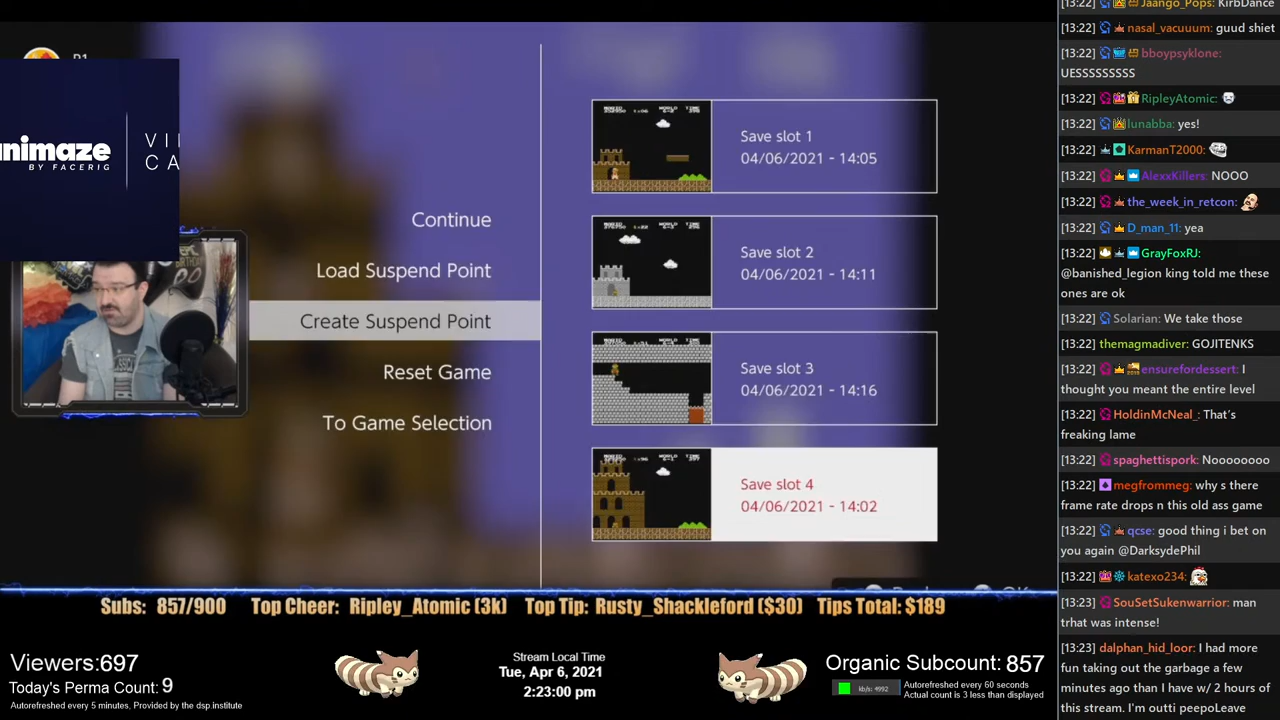 P1
animaze
BY FACERIG
VI
CA
Continue
Load Suspend Point
Create Suspend Point
Reset Game
To Game Selection
Save slot 1
04/06/2021 - 14:05
Save slot 2
04/06/2021 - 14:11
Save slot 3
04/06/2021 - 14:16
Save slot 4
04/06/2021 - 14:02
Subs: 857/900 Top Cheer: Ripley_Atomic (3k) Top Tip: Rusty_Shackleford ($30) Tips Total: $189
Viewers:697
Today's Perma Count: 9
Autorefreshed every 5 minutes, Provided by the dsp.institute
Stream Local Time
Tue, Apr 6, 2021
2:23:00 pm
Organic Subcount: 857
kb/s: 4992
Autorefreshed every 60 seconds
Actual count is 3 less than displayed
[13:22] Jaango_Pops: KirbDance
[13:22] nasal_vacuum: guud shiet
[13:22] bboypsyklone:
UESSSSSSSS
[13:22] RipleyAtomic:
[13:22] lunabba: yes!
[13:22] KarmanT2000:
[13:22] AlexxKillers: NOOO
[13:22] the_week_in_retcon:
[13:22] D_man_11: yea
[13:22] GrayFoxRJ:
@banished_legion king told me these
ones are ok
[13:22] Solarian: We take those
[13:22] themagmadiver: GOJITENKS
[13:22] ensurefordessert: I
thought you meant the entire level
[13:22] HoldinMcNeal_: That's
freaking lame
[13:22] spaghettispork: Nooooooo
[13:22] megfrommeg: why s there
frame rate drops n this old ass game
[13:22] qcse: good thing i bet on
you again @DarksydePhil
[13:22] katexo234:
[13:23] SouSetSukenwarrior: man
trhat was intense!
[13:23] dalphan_hid_loor: I had more
fun taking out the garbage a few
minutes ago than I have w/ 2 hours of
this stream. I'm outti peepoLeave